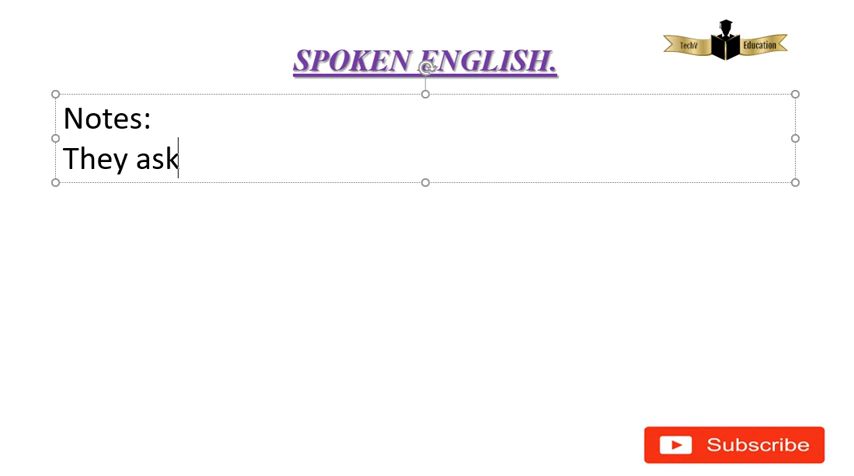 SPOKEN ENGLISH.
TechV Education
Notes:
They ask
Subscribe